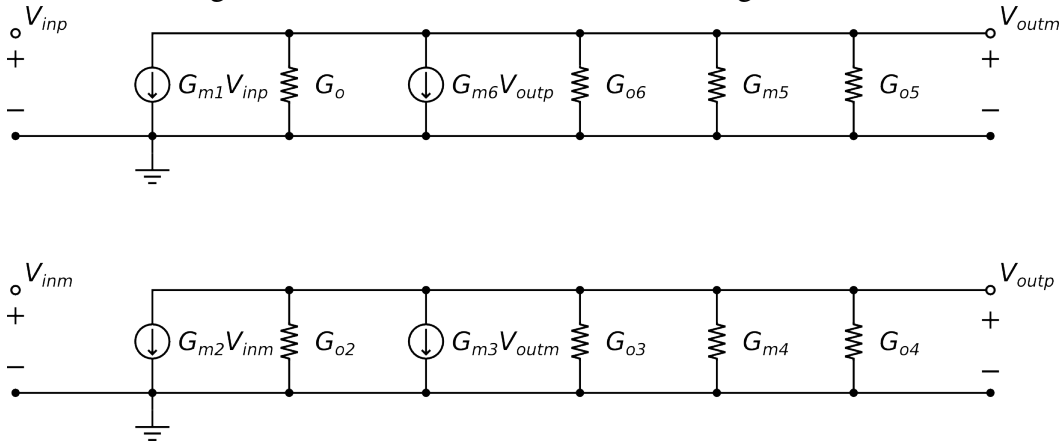 V_inp
V_outm
+
G_m1V_inp
G_o
G_m6V_outp
G_o6
G_m5
G_o5
+
−
−
V_inm
V_outp
+
G_m2V_inm
G_o2
G_m3V_outm
G_o3
G_m4
G_o4
+
−
−